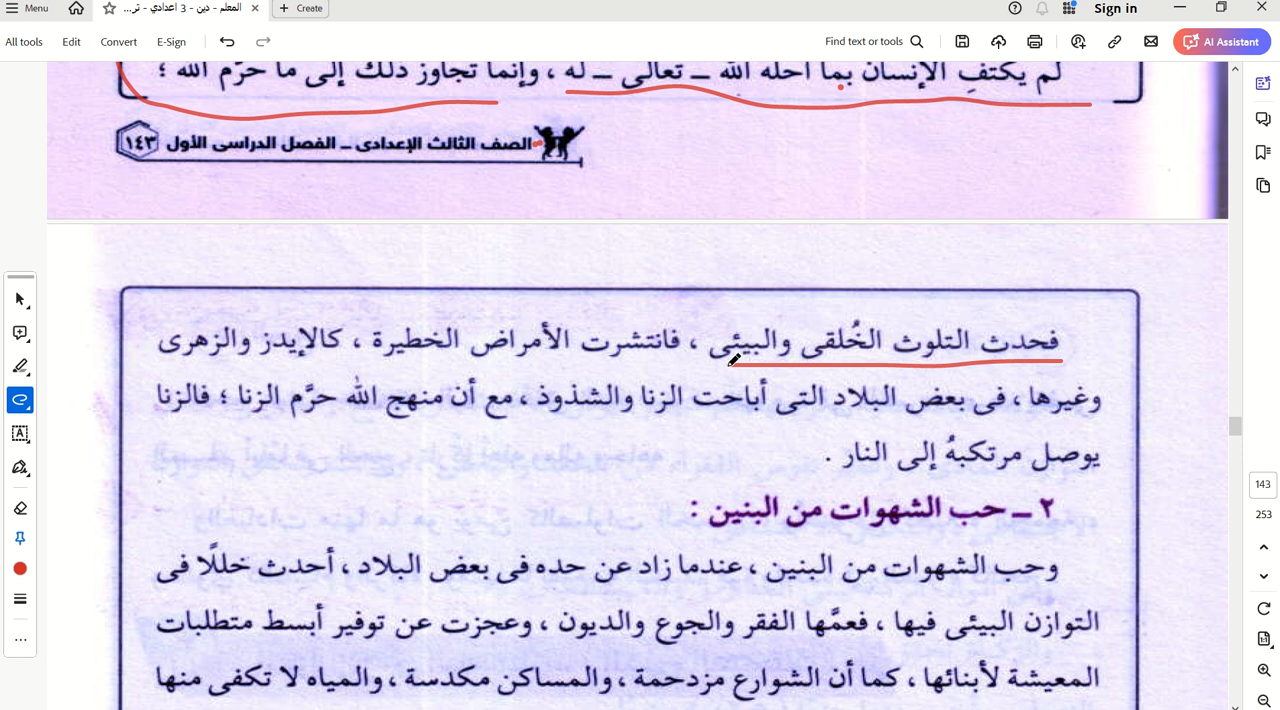 Menu
المعلم - دين - 3 اعدادي - تر...
Create
Sign in
All tools
Edit
Convert
E-Sign
Find text or tools
AI Assistant
لم يكتفِ الإنسان بما أحله الله ــ تعالى ــ له ، وإنما تجاوز ذلك إلى ما حرَّم الله ؛
الصف الثالث الإعدادى ــ الفصل الدراسى الأول ١٤٣
فحدث التلوث الخُلقى والبيئى ، فانتشرت الأمراض الخطيرة ، كالإيدز والزهرى
وغيرها ، فى بعض البلاد التى أباحت الزنا والشذوذ ، مع أن منهج الله حرَّم الزنا ؛ فالزنا
يوصل مرتكبهُ إلى النار .
٢ ــ حب الشهوات من البنين :
وحب الشهوات من البنين ، عندما زاد عن حده فى بعض البلاد ، أحدث خللًا فى
التوازن البيئى فيها ، فعمَّها الفقر والجوع والديون ، وعجزت عن توفير أبسط متطلبات
المعيشة لأبنائها ، كما أن الشوارع مزدحمة ، والمساكن مكدسة ، والمياه لا تكفى منها
143
253